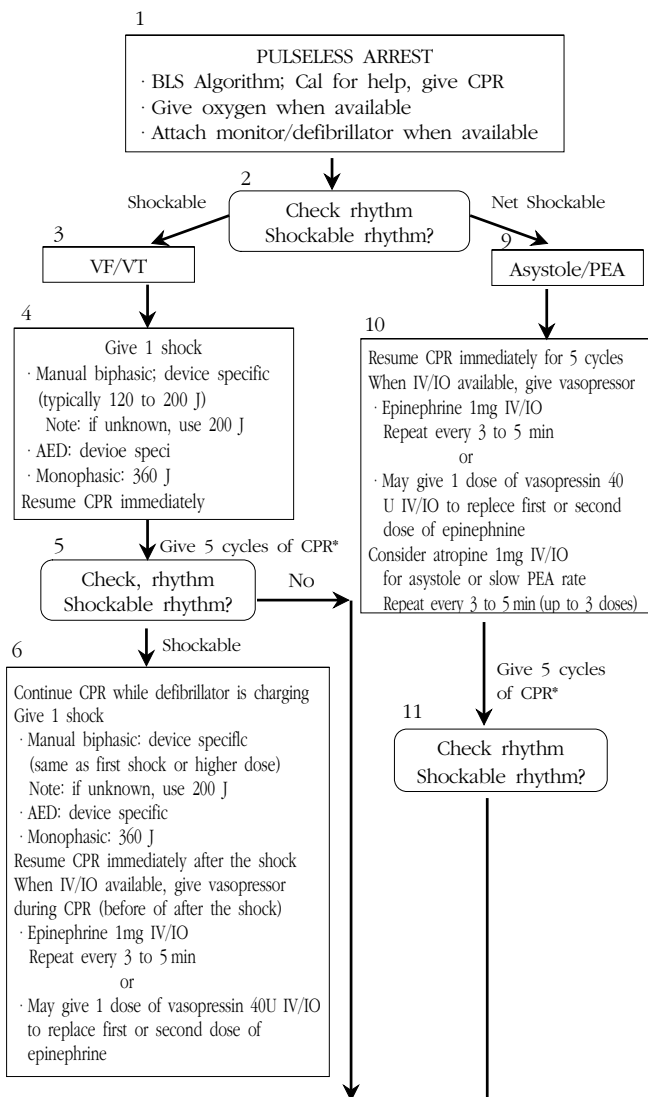 1
PULSELESS ARREST
· BLS Algorithm; Cal for help, give CPR
· Give oxygen when available
· Attach monitor/defibrillator when available
2
Shockable
Check rhythm
Shockable rhythm?
Net Shockable
3
VF/VT
9
Asystole/PEA
4
Give 1 shock
· Manual biphasic; device specific
(typically 120 to 200 J)
Note: if unknown, use 200 J
· AED: devioe speci
· Monophasic: 360 J
Resume CPR immediately
10
Resume CPR immediately for 5 cycles
When IV/IO available, give vasopressor
· Epinephrine 1mg IV/IO
Repeat every 3 to 5 min
or
· May give 1 dose of vasopressin 40
U IV/IO to replece first or second
dose of epinephnine
Consider atropine 1mg IV/IO
for asystole or slow PEA rate
Repeat every 3 to 5 min (up to 3 doses)
5
Give 5 cycles of CPR*
Check, rhythm
Shockable rhythm?
No
Shockable
6
Continue CPR while defibrillator is charging
Give 1 shock
· Manual biphasic: device speciflc
(same as first shock or higher dose)
Note: if unknown, use 200 J
· AED: device specific
· Monophasic: 360 J
Resume CPR immediately after the shock
When IV/IO available, give vasopressor
during CPR (before of after the shock)
· Epinephrine 1mg IV/IO
Repeat every 3 to 5 min
or
· May give 1 dose of vasopressin 40U IV/IO
to replace first or second dose of
epinephrine
Give 5 cycles
of CPR*
11
Check rhythm
Shockable rhythm?